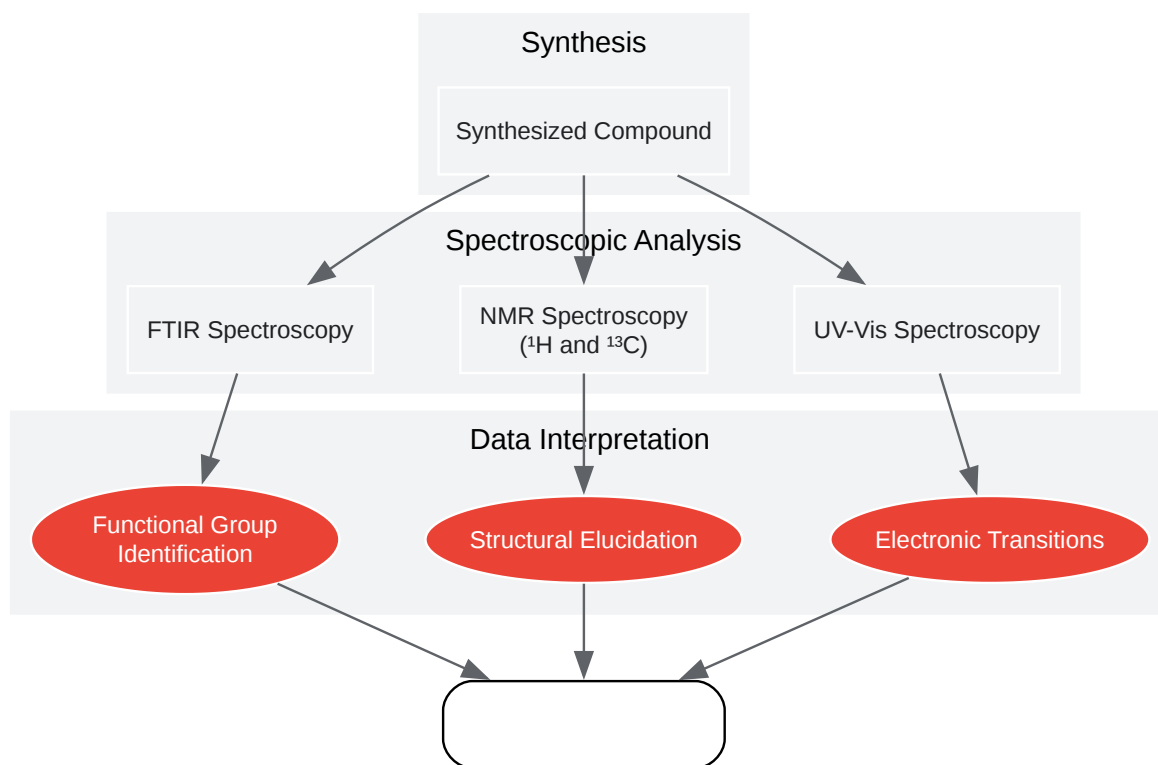 Synthesis
Synthesized Compound
Spectroscopic Analysis
FTIR Spectroscopy
NMR Spectroscopy
(¹H and ¹³C)
UV-Vis Spectroscopy
Data Interpretation
Functional Group
Identification
Structural Elucidation
Electronic Transitions